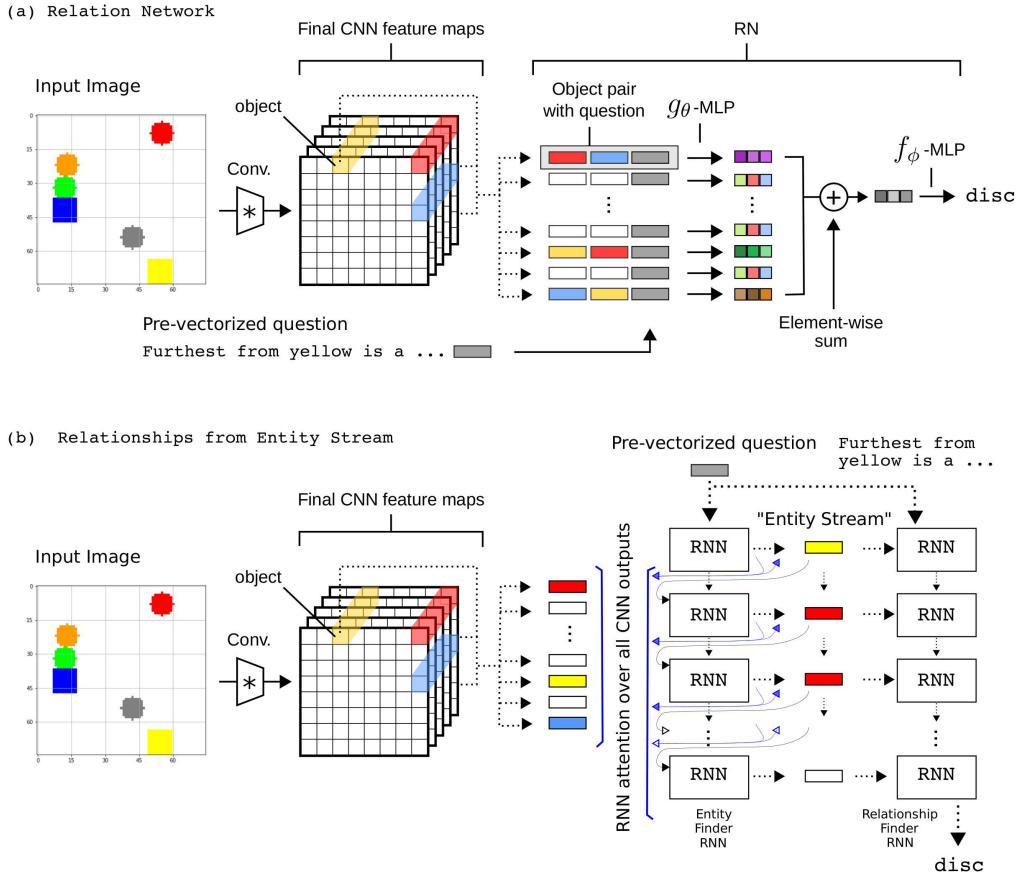 (a) Relation Network
Final CNN feature maps
RN
Input Image
object
Object pair
with question
gθ-MLP
fϕ-MLP
Conv.
*
+
disc
0
15
30
45
60
0
15
30
45
60
Element-wise
sum
Pre-vectorized question
Furthest from yellow is a ...
(b) Relationships from Entity Stream
Pre-vectorized question
Furthest from
yellow is a ...
Final CNN feature maps
"Entity Stream"
Input Image
object
Conv.
*
0
15
30
45
60
0
15
30
45
60
RNN attention over all CNN outputs
RNN
RNN
RNN
RNN
RNN
RNN
RNN
RNN
Entity
Finder
RNN
Relationship
Finder
RNN
disc